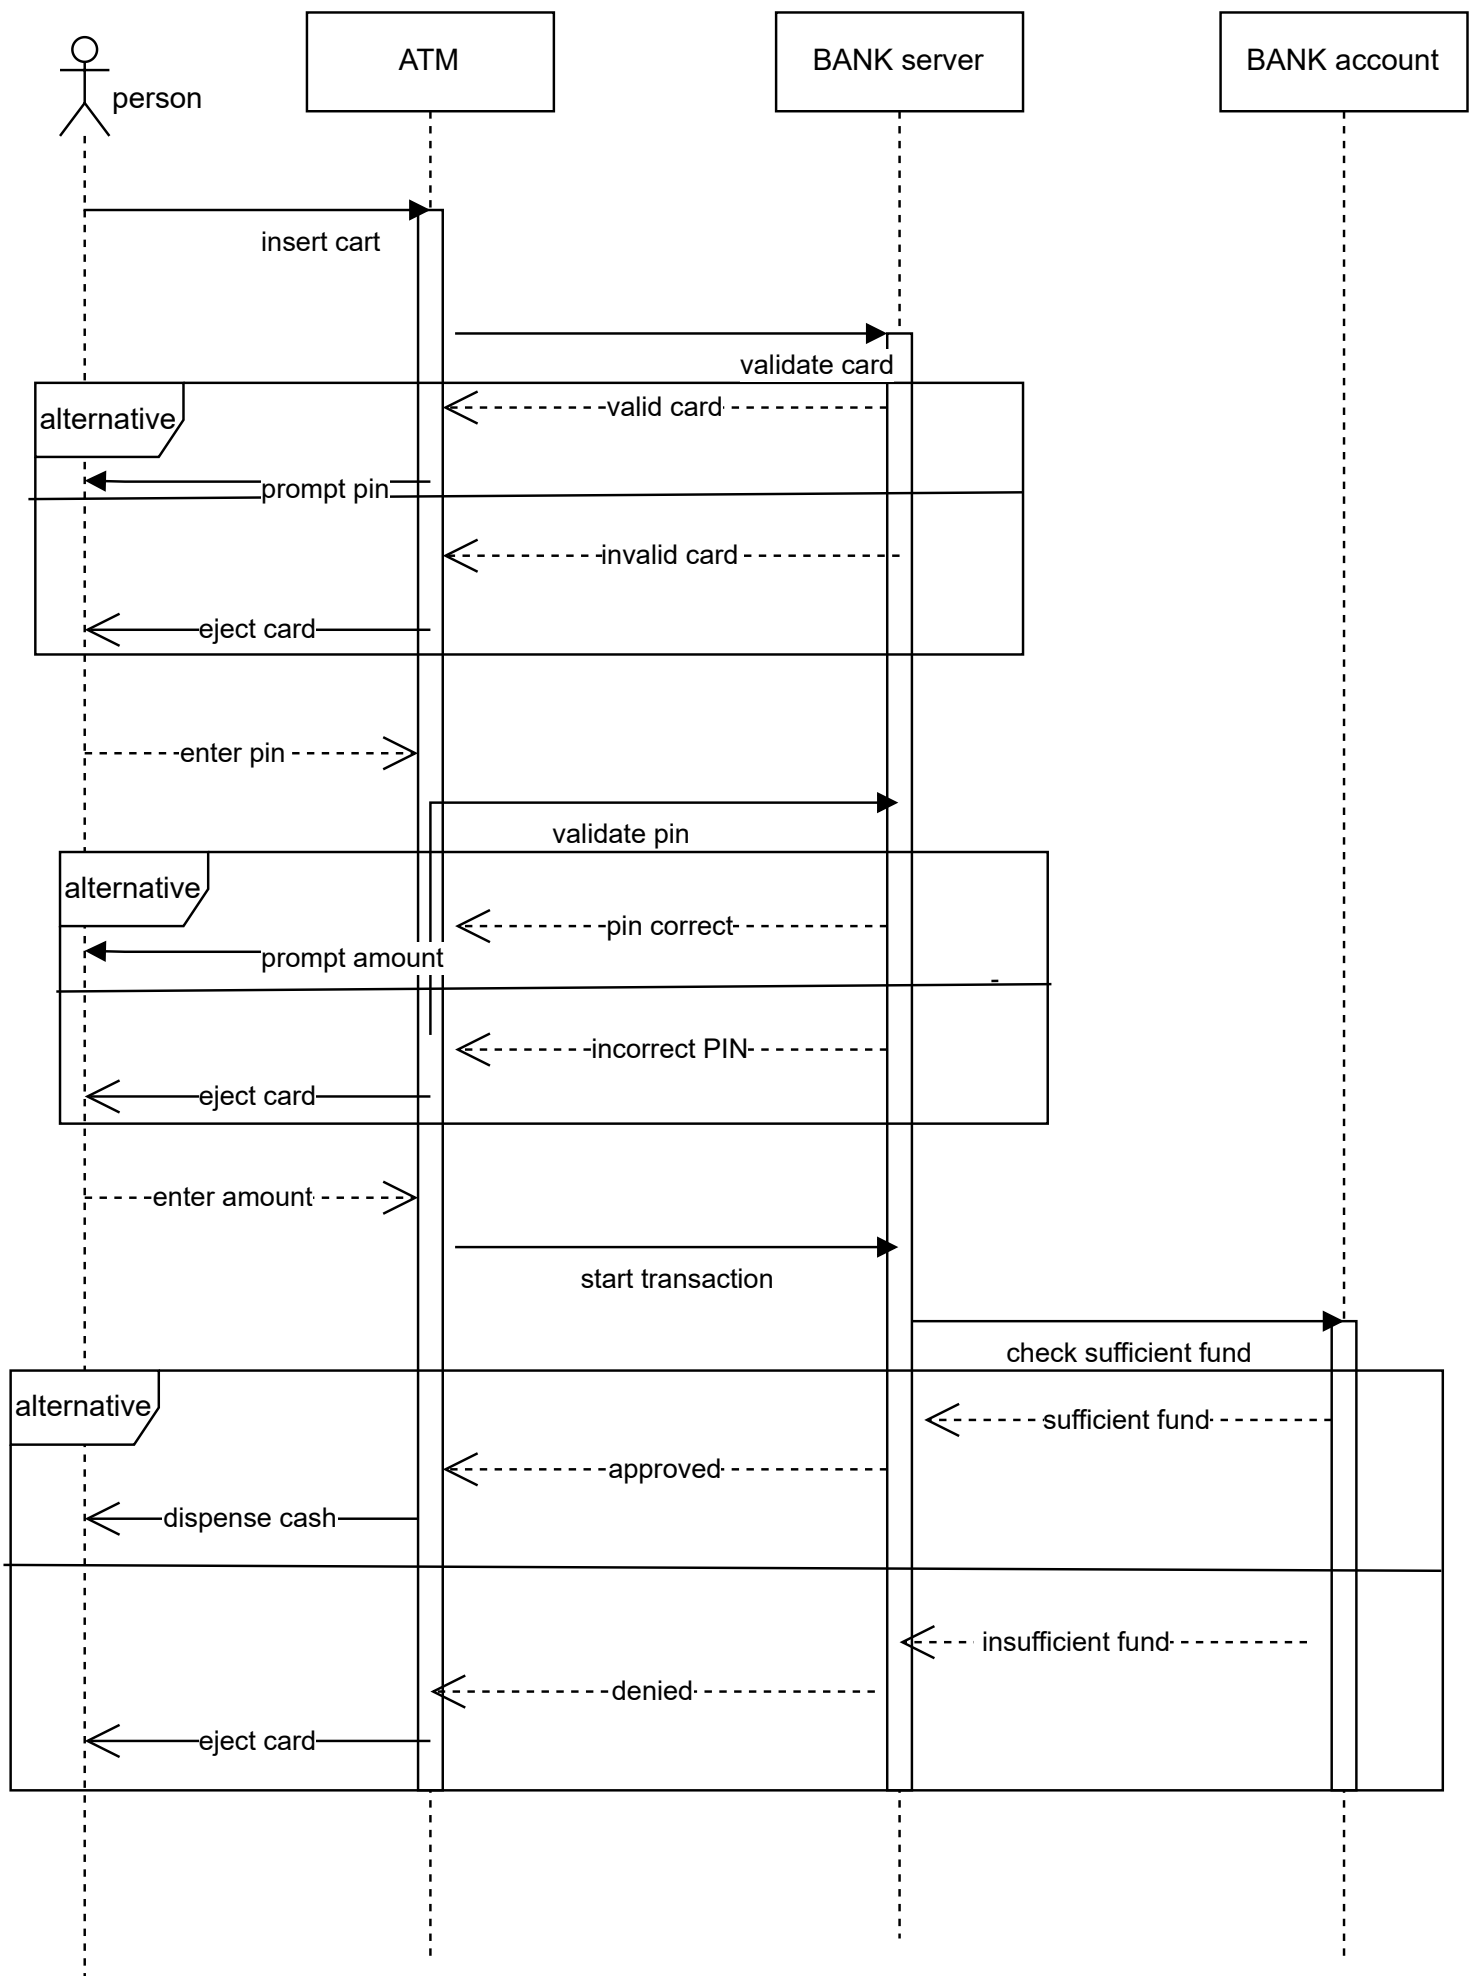 person
ATM
BANK server
BANK account
insert cart
validate card
alternative
valid card
prompt pin
invalid card
eject card
enter pin
validate pin
alternative
pin correct
prompt amount
-
incorrect PIN
eject card
enter amount
start transaction
check sufficient fund
alternative
sufficient fund
approved
dispense cash
insufficient fund
denied
eject card